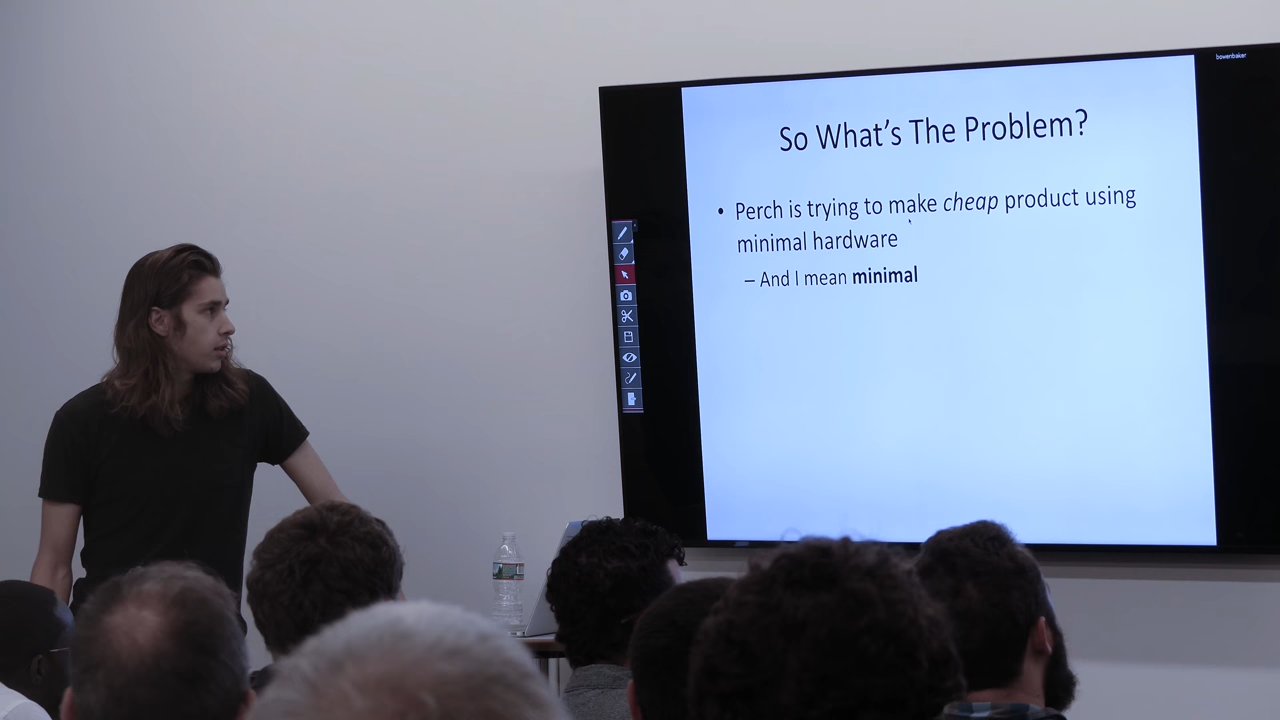 bowenbaker
So What's The Problem?
• Perch is trying to make cheap product using
minimal hardware
– And I mean minimal